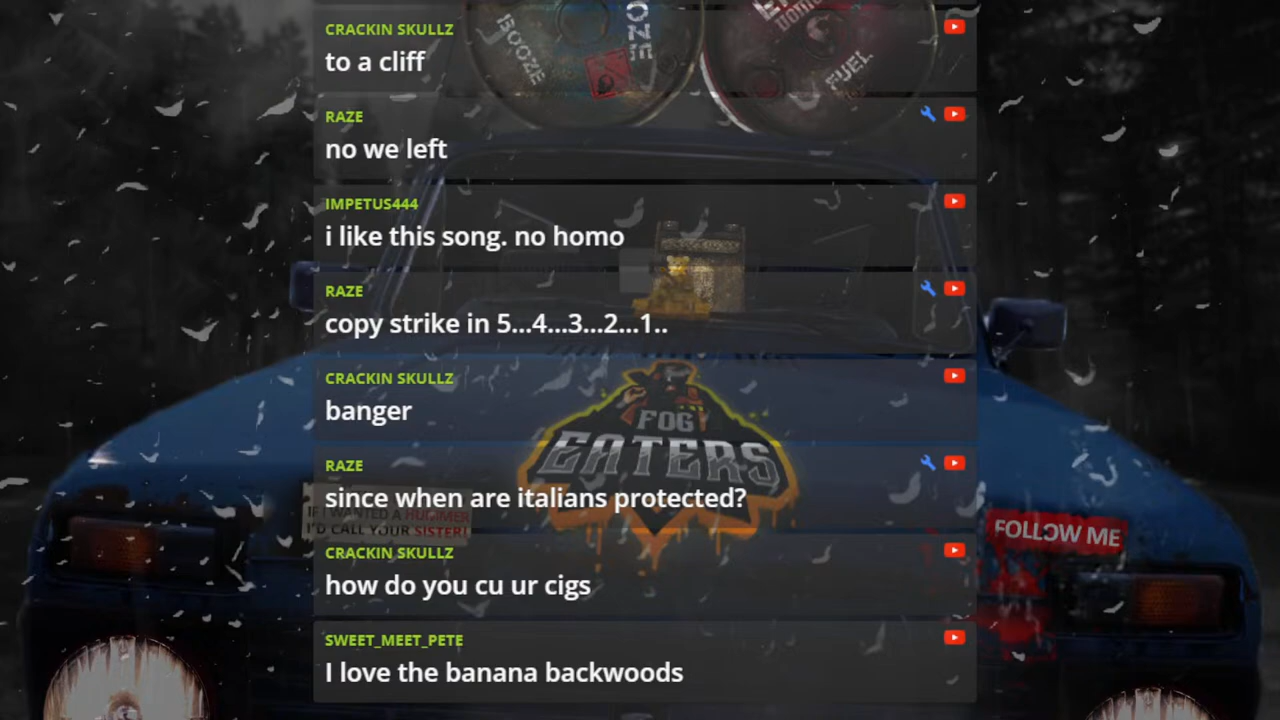 BOOZE
OZE
FUEL
CRACKIN SKULLZ
to a cliff
RAZE
no we left
IMPETUS444
i like this song. no homo
RAZE
copy strike in 5...4...3...2...1..
CRACKIN SKULLZ
banger
FOG
EATERS
RAZE
since when are italians protected?
IF I WANTED A HUMMER
I'D CALL YOUR SISTER!
FOLLOW ME
CRACKIN SKULLZ
how do you cu ur cigs
SWEET_MEET_PETE
I love the banana backwoods